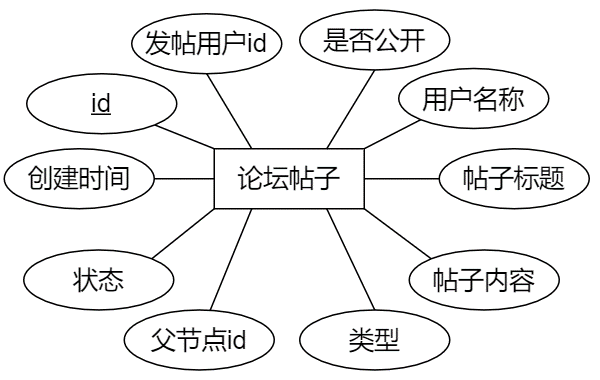 发帖用户id
是否公开
id
用户名称
创建时间
论坛帖子
帖子标题
状态
帖子内容
父节点id
类型